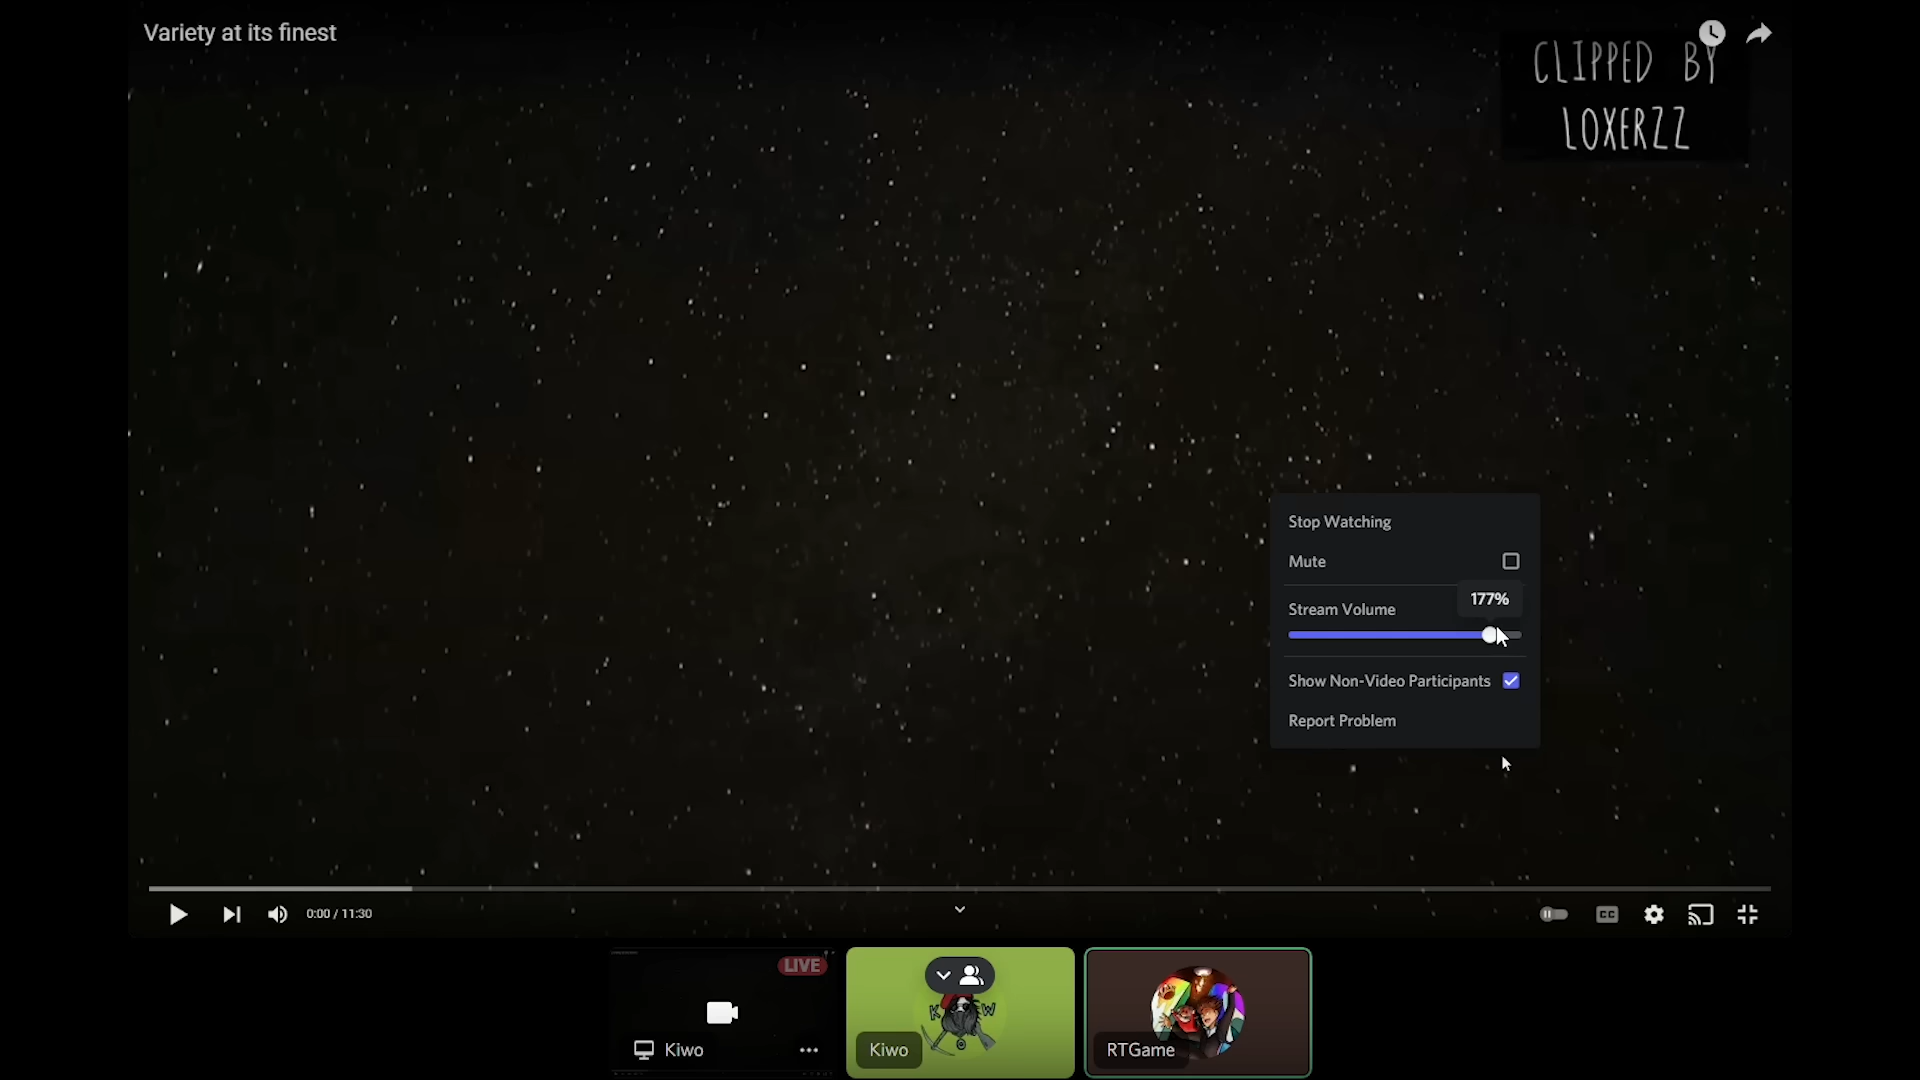 Variety at its finest
CLIPPED BY
LOXERZZ
Stop Watching
Mute
177%
Stream Volume
Show Non-Video Participants
Report Problem
0:00 / 11:30
CC
LIVE
Kiwo
Kiwo
RTGame